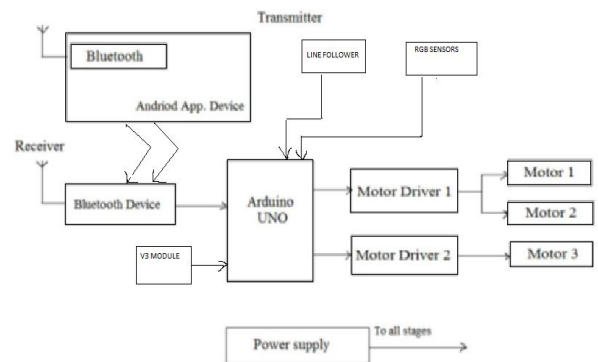 Transmitter
Bluetooth
Andriod App. Device
LINE FOLLOWER
RGB SENSORS
Receiver
Bluetooth Device
Arduino
UNO
Motor Driver 1
Motor 1
Motor 2
V3 MODULE
Motor Driver 2
Motor 3
Power supply
To all stages